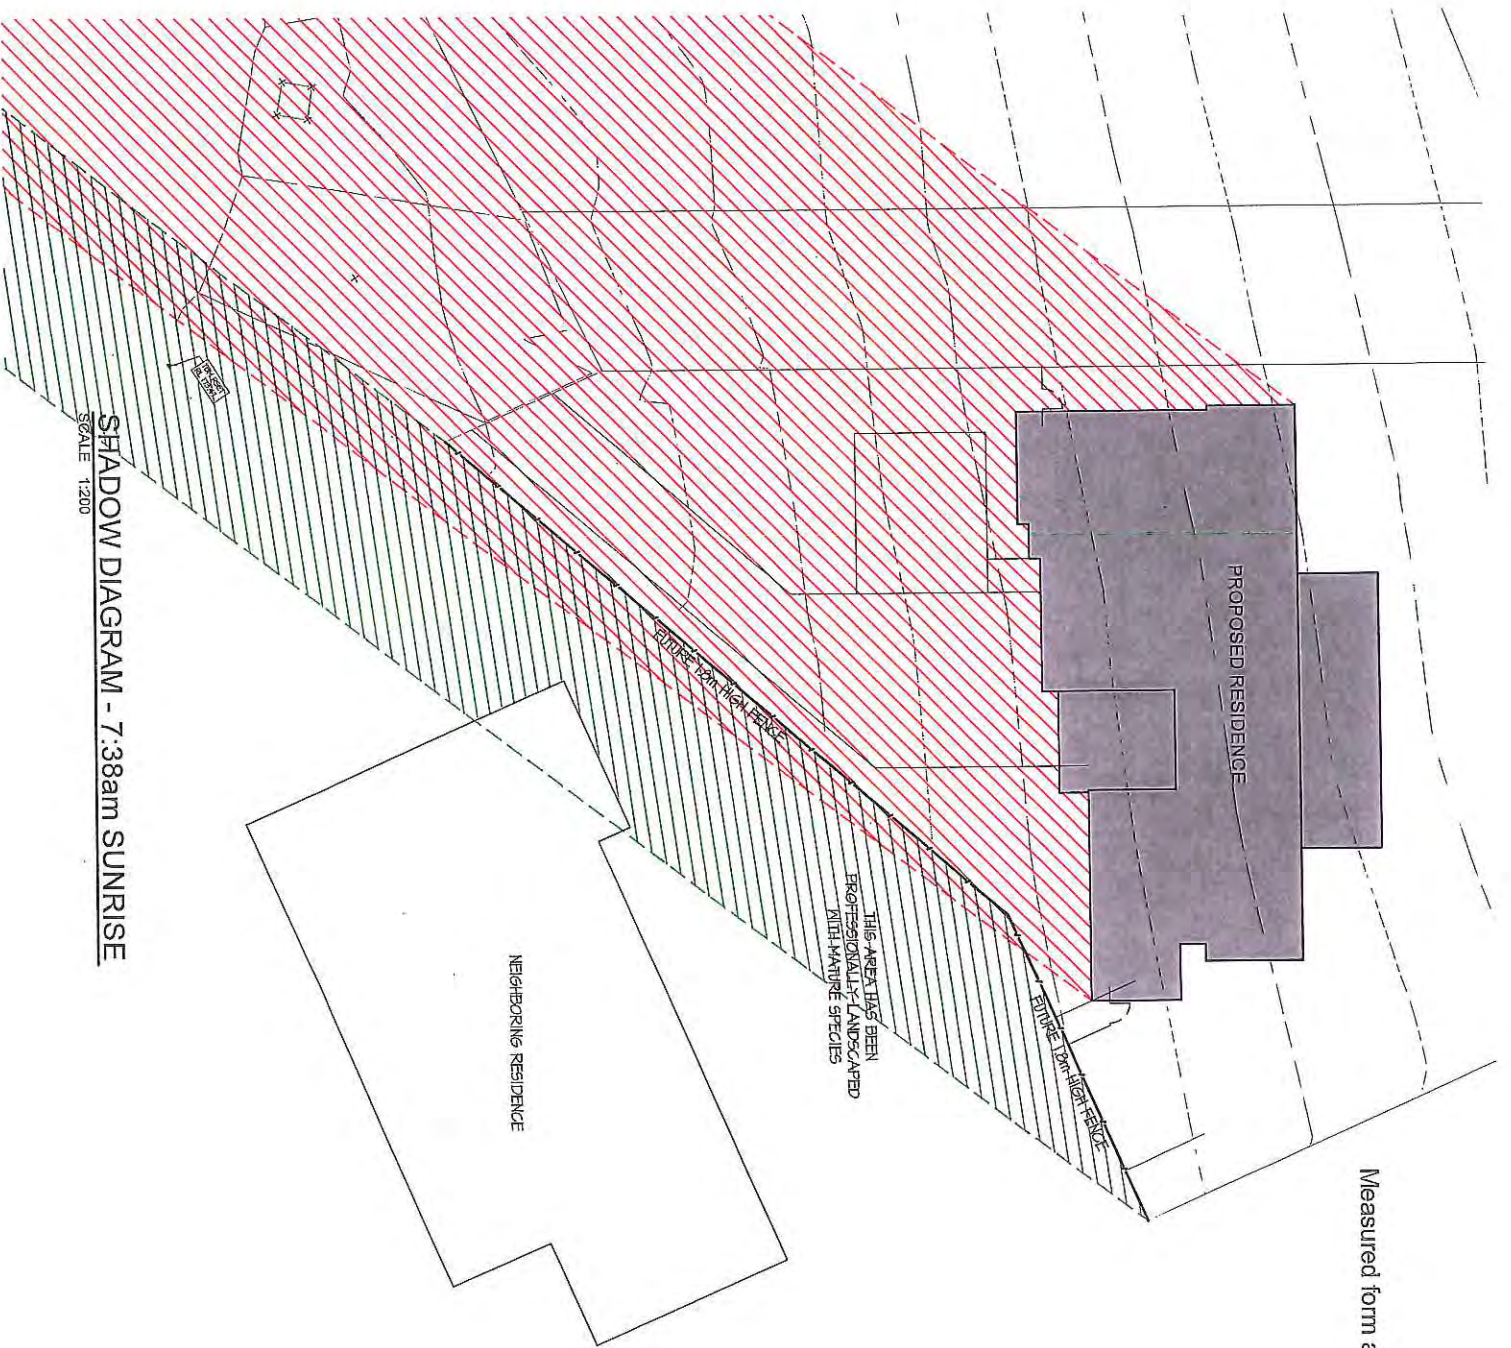 Measured form a
PROPOSED RESIDENCE
FUTURE 1.8m HIGH FENCE
THIS AREA HAS BEEN
PROFESSIONALLY LANDSCAPED
WITH MATURE SPECIES
FUTURE 1.8m HIGH FENCE
NEIGHBORING RESIDENCE
SHADOW DIAGRAM - 7:38am SUNRISE
SCALE 1:200